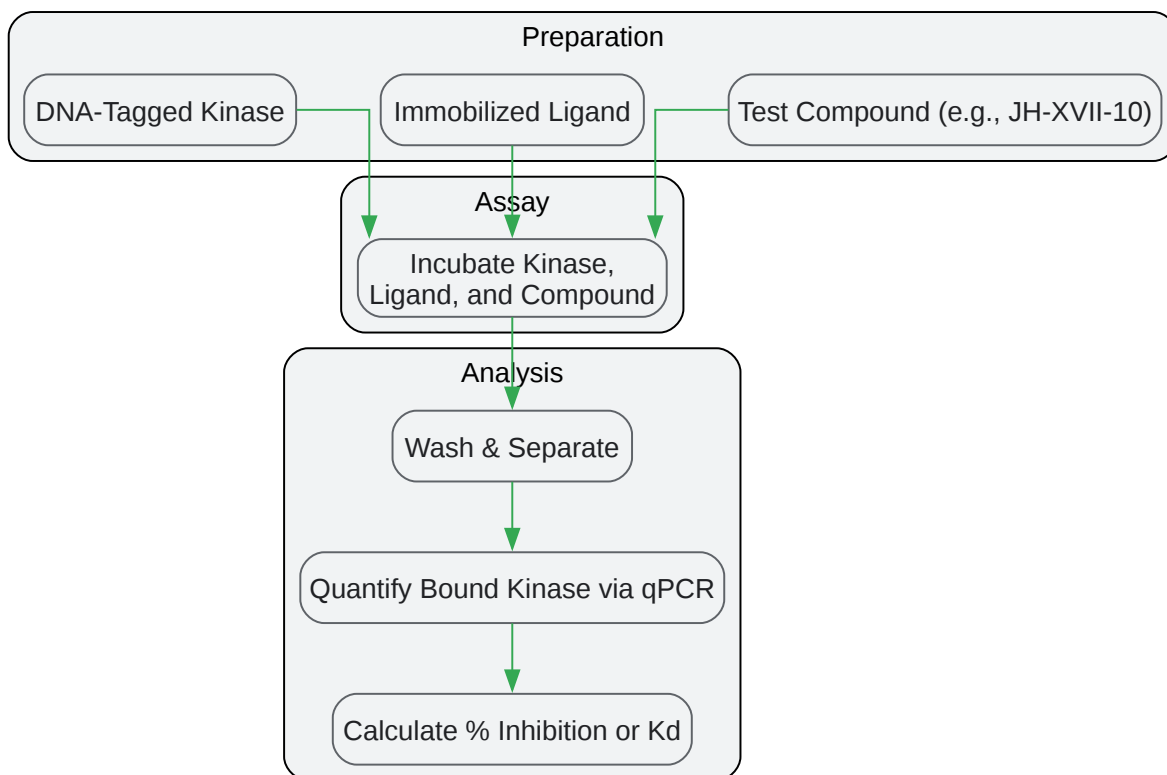 Preparation
DNA-Tagged Kinase
Immobilized Ligand
Test Compound (e.g., JH-XVII-10)
Assay
Incubate Kinase,
Ligand, and Compound
Analysis
Wash & Separate
Quantify Bound Kinase via qPCR
Calculate % Inhibition or Kd